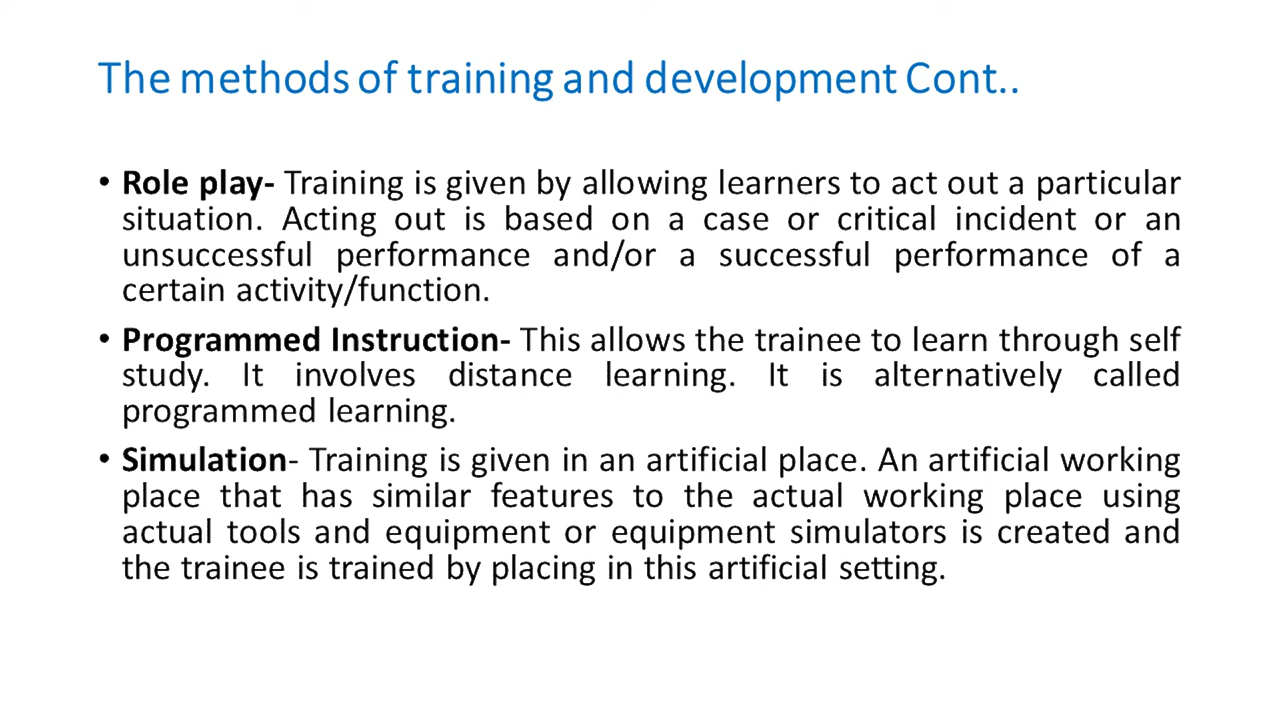 The methods of training and development Cont..
• Role play- Training is given by allowing learners to act out a particular
situation. Acting out is based on a case or critical incident or an
unsuccessful performance and/or a successful performance of a
certain activity/function.
• Programmed Instruction- This allows the trainee to learn through self
study. It involves distance learning. It is alternatively called
programmed learning.
• Simulation- Training is given in an artificial place. An artificial working
place that has similar features to the actual working place using
actual tools and equipment or equipment simulators is created and
the trainee is trained by placing in this artificial setting.